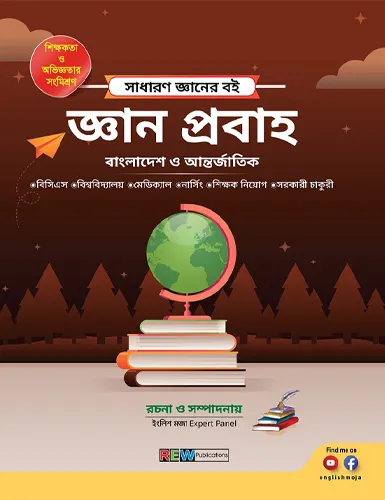 শিক্ষকতা
ও
অভিজ্ঞতার
সংমিশ্রণ
সাধারণ জ্ঞানের বই
জ্ঞান প্রবাহ
বাংলাদেশ ও আন্তর্জাতিক
◉বিসিএস ◉বিশ্ববিদ্যালয় ◉মেডিক্যাল ◉নার্সিং ◉শিক্ষক নিয়োগ ◉সরকারী চাকুরী
রচনা ও সম্পাদনায়
ইংলিশ মজা Expert Panel
REW Publications
Find me on
englishmoja